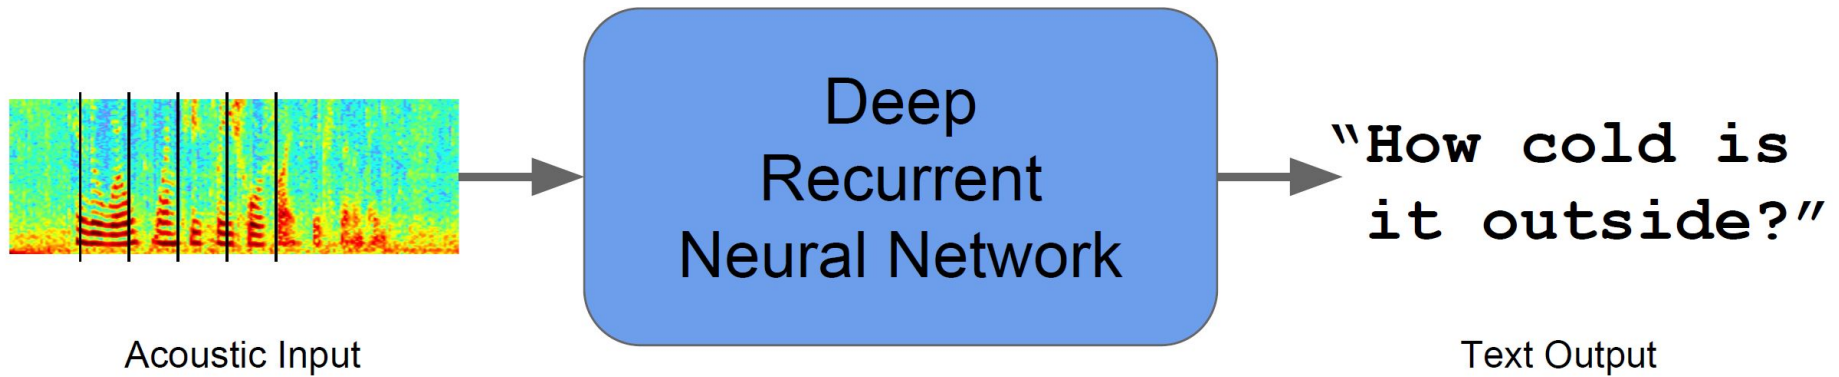 Deep
Recurrent
Neural Network
“How cold is
it outside?”
Acoustic Input
Text Output